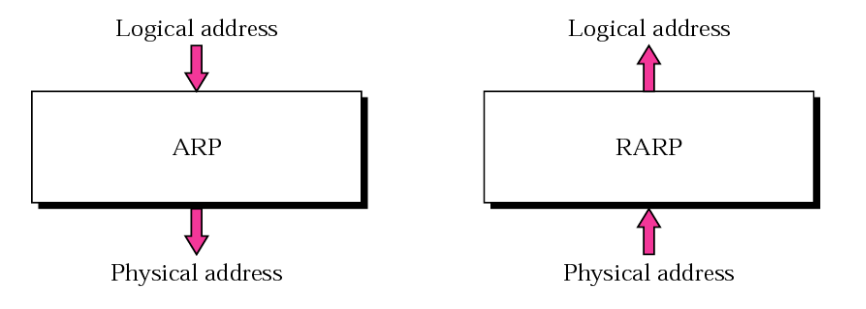 Logical address
ARP
Physical address
Logical address
RARP
Physical address